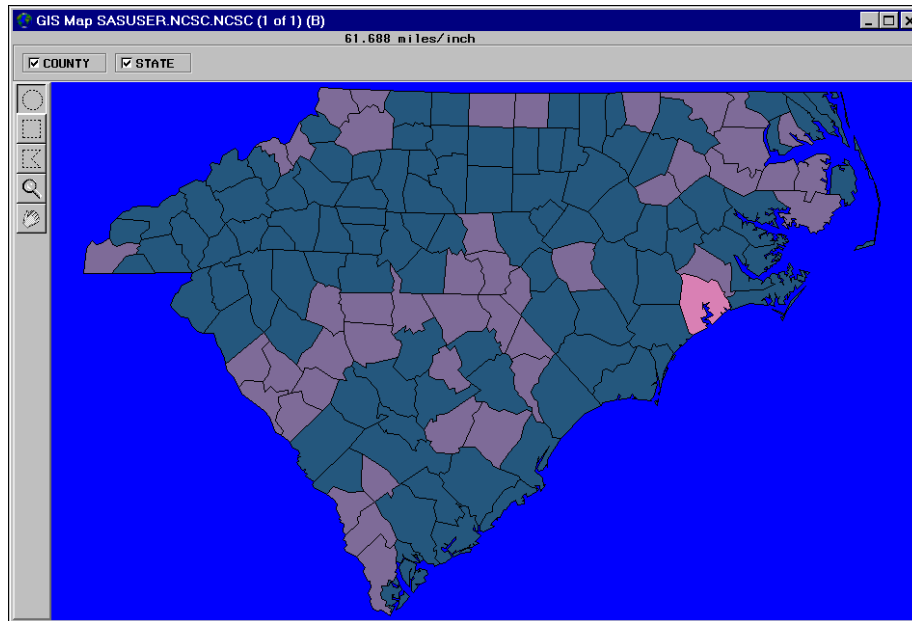 GIS Map SASUSER.NCSC.NCSC (1 of 1) (B)
61.688 miles/inch
COUNTY STATE